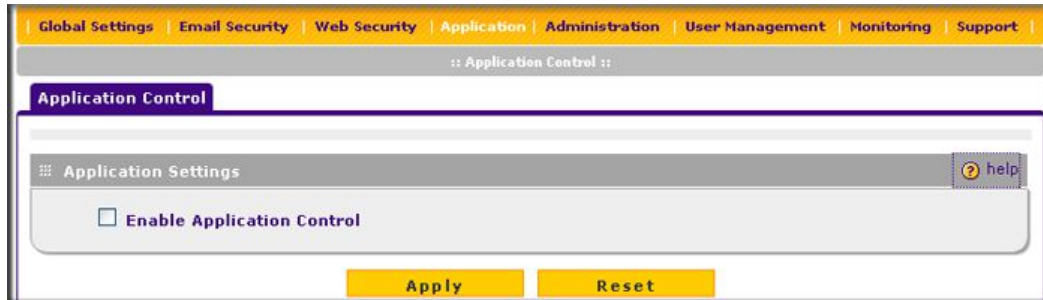 Global Settings | Email Security | Web Security | Application | Administration | User Management | Monitoring | Support
:: Application Control ::
Application Control
Application Settings
? help
Enable Application Control
Apply Reset